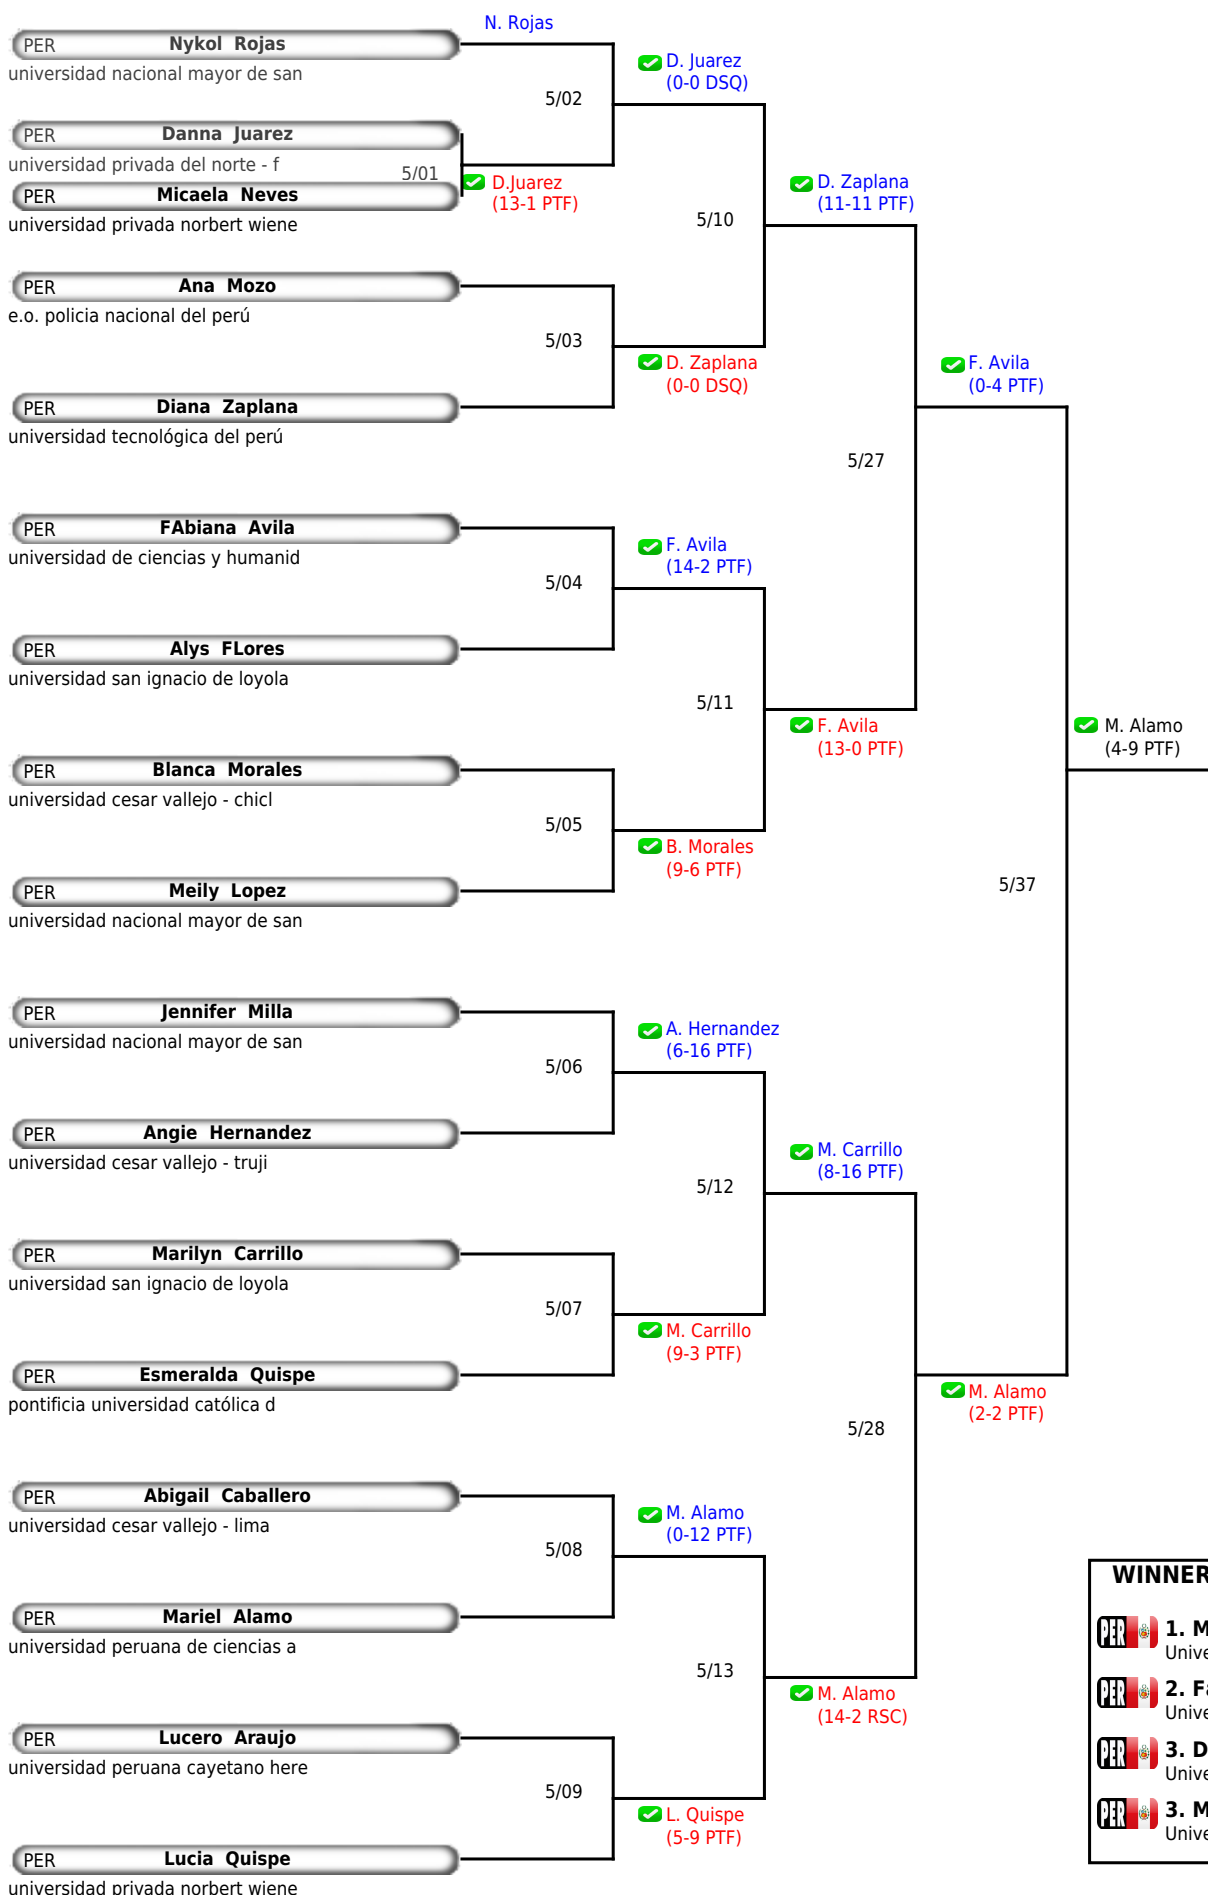 N. Rojas
PER Nykol Rojas
universidad nacional mayor de san
D. Juarez
(0-0 DSQ)
5/02
PER Danna Juarez
universidad privada del norte - f
5/01
D.Juarez
(13-1 PTF)
PER Micaela Neves
universidad privada norbert wiene
D. Zaplana
(11-11 PTF)
5/10
PER Ana Mozo
e.o. policia nacional del perú
5/03
D. Zaplana
(0-0 DSQ)
F. Avila
(0-4 PTF)
PER Diana Zaplana
universidad tecnológica del perú
5/27
PER FAbiana Avila
universidad de ciencias y humanid
F. Avila
(14-2 PTF)
5/04
PER Alys FLores
universidad san ignacio de loyola
5/11
F. Avila
(13-0 PTF)
M. Alamo
(4-9 PTF)
PER Blanca Morales
universidad cesar vallejo - chicl
5/05
B. Morales
(9-6 PTF)
5/37
PER Meily Lopez
universidad nacional mayor de san
PER Jennifer Milla
universidad nacional mayor de san
A. Hernandez
(6-16 PTF)
5/06
PER Angie Hernandez
universidad cesar vallejo - truji
M. Carrillo
(8-16 PTF)
5/12
PER Marilyn Carrillo
universidad san ignacio de loyola
5/07
M. Carrillo
(9-3 PTF)
PER Esmeralda Quispe
pontificia universidad católica d
M. Alamo
(2-2 PTF)
5/28
PER Abigail Caballero
universidad cesar vallejo - lima
M. Alamo
(0-12 PTF)
5/08
PER Mariel Alamo
universidad peruana de ciencias a
5/13
M. Alamo
(14-2 RSC)
PER Lucero Araujo
universidad peruana cayetano here
5/09
L. Quispe
(5-9 PTF)
PER Lucia Quispe
universidad privada norbert wiene
WINNER
PER 1. M
Unive
PER 2. Fa
Unive
PER 3. D
Unive
PER 3. M
Unive